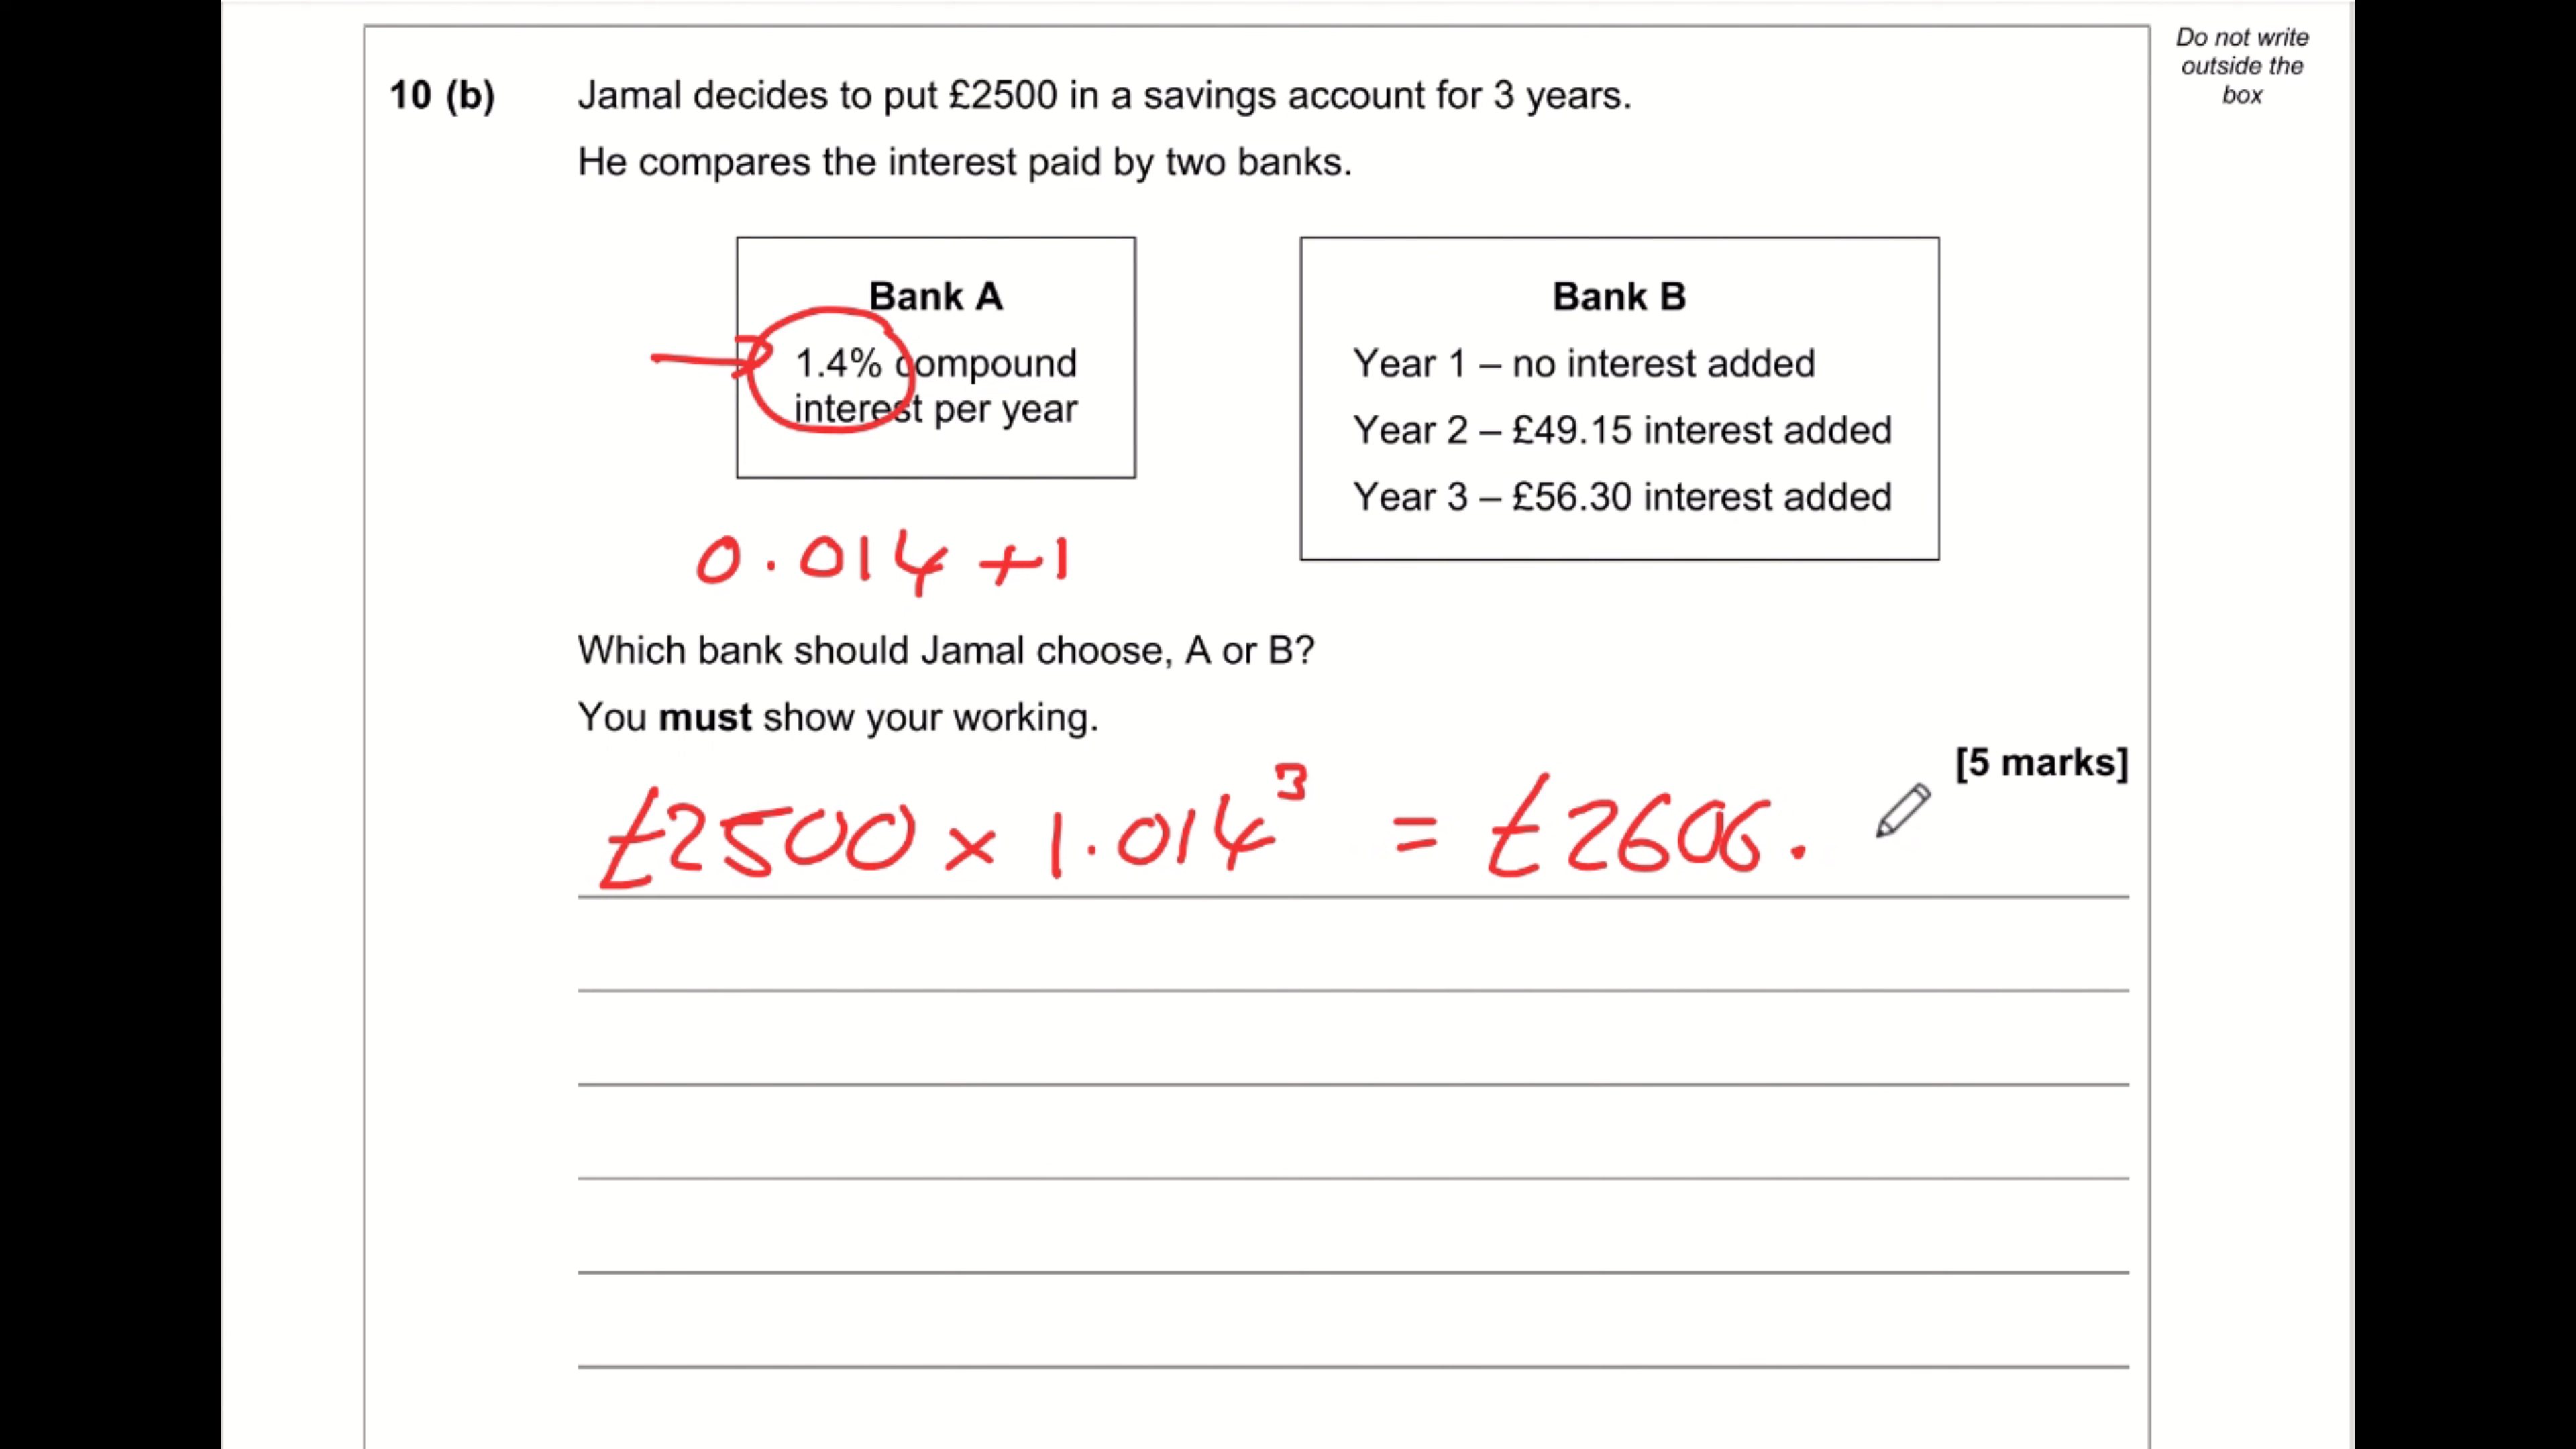 Do not write
outside the
box
10 (b) Jamal decides to put £2500 in a savings account for 3 years.
He compares the interest paid by two banks.
Bank A
1.4% compound
interest per year
Bank B
Year 1 – no interest added
Year 2 – £49.15 interest added
Year 3 – £56.30 interest added
0.014 +1
Which bank should Jamal choose, A or B?
You must show your working.
[5 marks]
£2500 × 1.014³ = £2606.